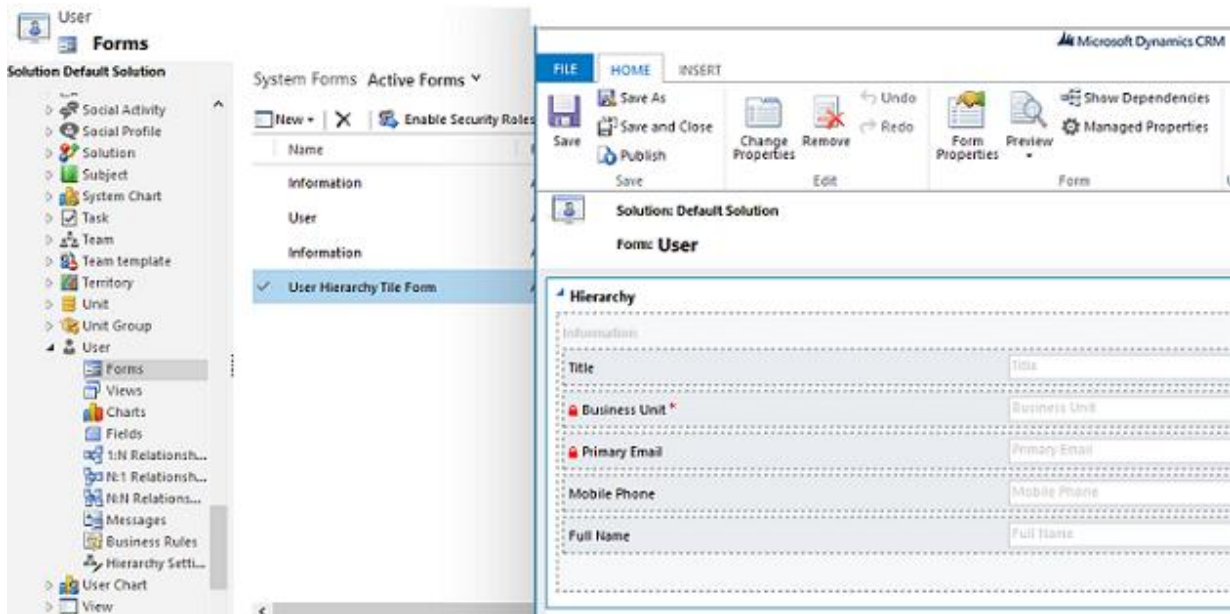 User
Forms
Solution Default Solution
Social Activity
Social Profile
Solution
Subject
System Chart
Task
Team
Team template
Territory
Unit
Unit Group
User
Forms
Views
Charts
Fields
1:N Relationsh...
N:1 Relationsh...
N:N Relations...
Messages
Business Rules
Hierarchy Setti...
User Chart
View
System Forms Active Forms
New
Enable Security Roles
Name
Information
User
Information
User Hierarchy Tile Form
Microsoft Dynamics CRM
FILE HOME INSERT
Save
Save As
Save and Close
Publish
Save
Change Properties
Remove
Undo
Redo
Edit
Form Properties
Preview
Show Dependencies
Managed Properties
Form
Solution: Default Solution
Form: User
Hierarchy
Information
Title Title
Business Unit * Business Unit
Primary Email Primary Email
Mobile Phone Mobile Phone
Full Name Full Name